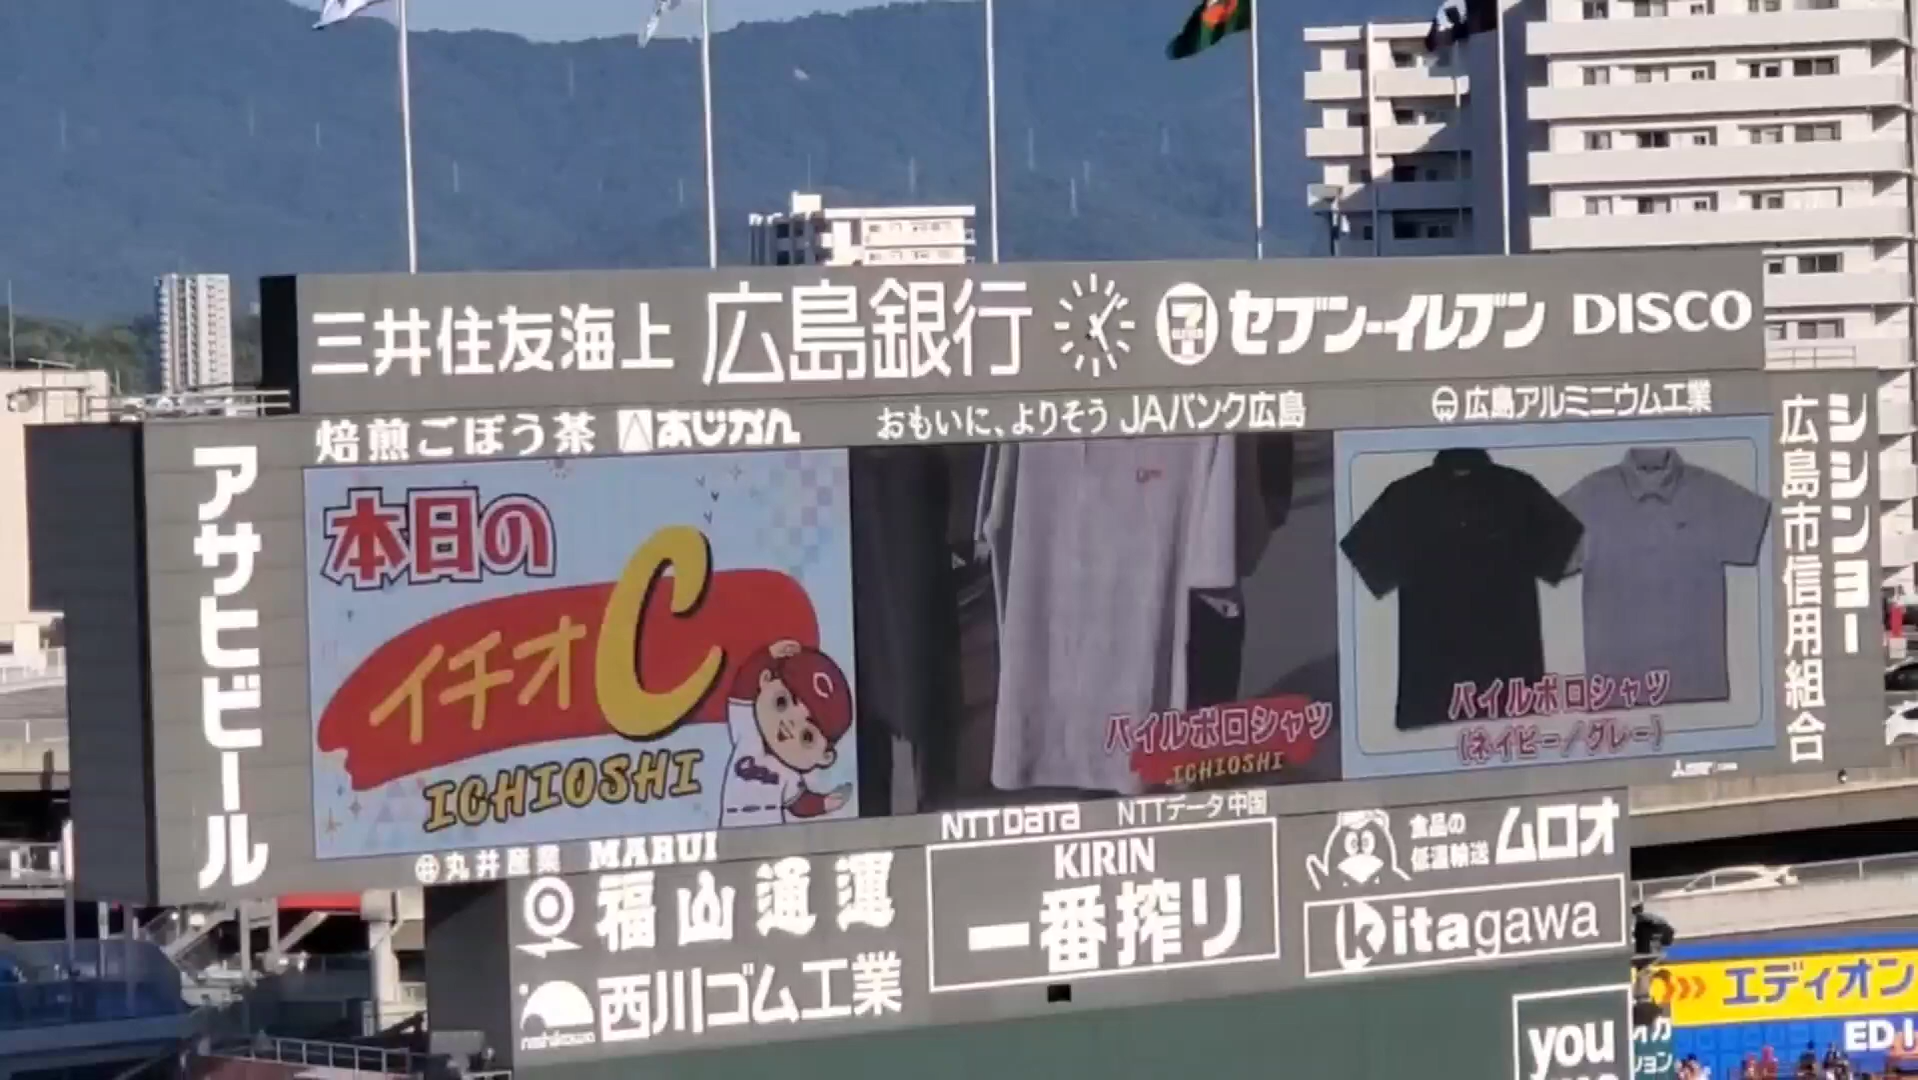 三井住友海上 広島銀行 7 ELEVEN セブン-イレブン DISCO
焙煎ごぼう茶 あじかん おもいに、よりそう JAバンク広島 広島アルミニウム工業
アサヒビール
本日の
イチオC
ICHIOSHI
パイルポロシャツ
ICHIOSHI
パイルポロシャツ
(ネイビー/グレー)
シシンヨー
広島市信用組合
丸井産業 MARUI
NTT DATA NTTデータ中国
福山通運
KIRIN
一番搾り
食品の
低温輸送 ムロオ
kitagawa
nishikawa 西川ゴム工業
エディオン
EDI
you